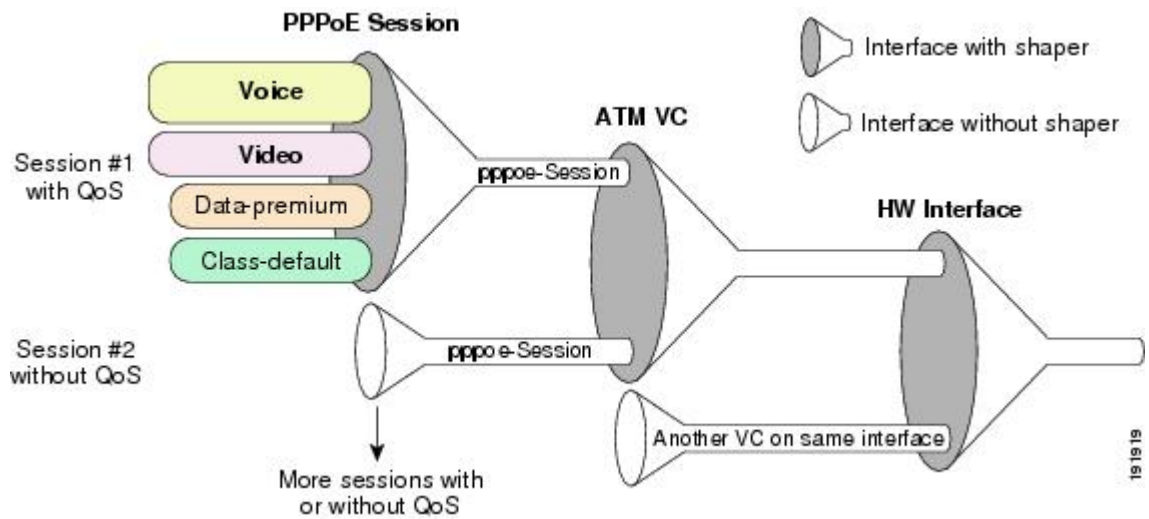 PPPoE Session
Interface with shaper
Interface without shaper
Voice
Video
Data-premium
Class-default
Session #1
with QoS
pppoe-Session
ATM VC
HW Interface
Session #2
without QoS
pppoe-Session
Another VC on same interface
More sessions with
or without QoS
191919